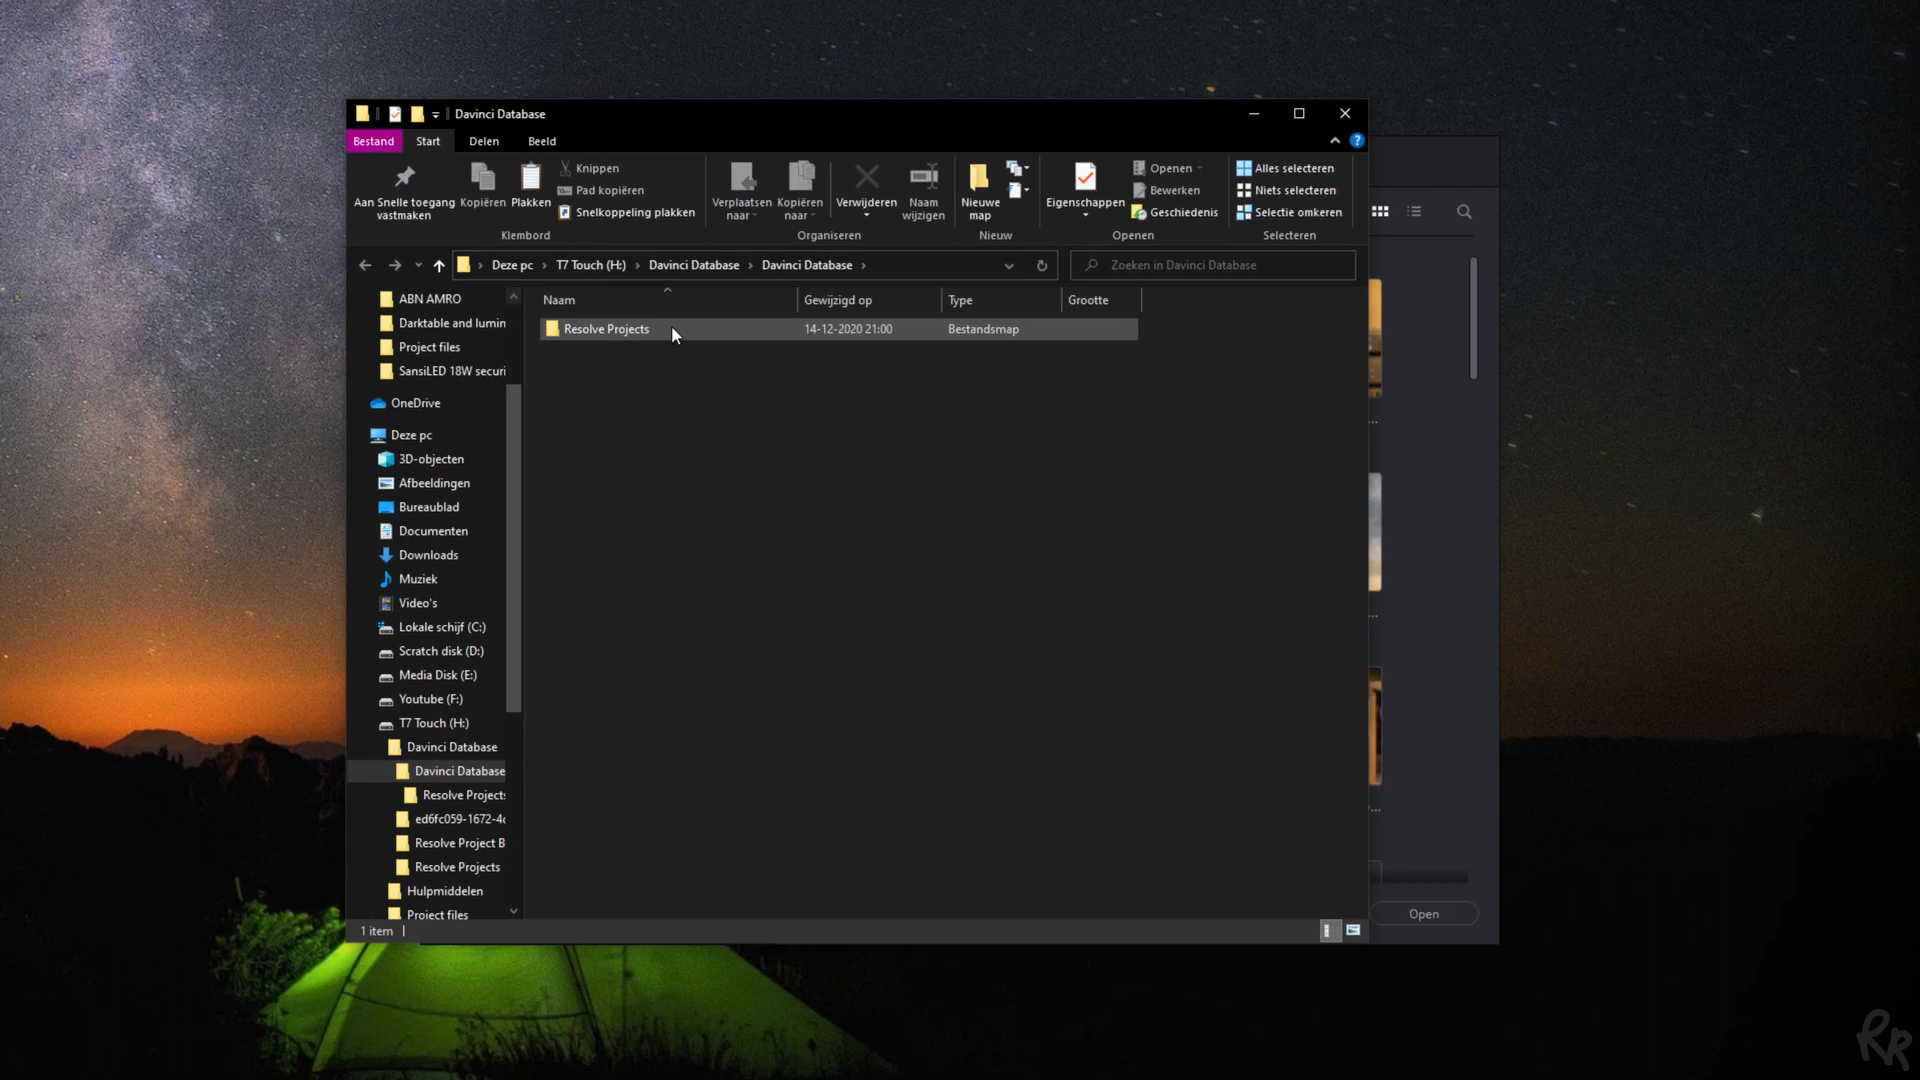 Davinci Database
Bestand Start Delen Beeld
Aan Snelle toegang vastmaken
Kopiëren
Plakken
Knippen
Pad kopiëren
Snelkoppeling plakken
Klembord
Verplaatsen naar
Kopiëren naar
Verwijderen
Naam wijzigen
Organiseren
Nieuwe map
Nieuw
Eigenschappen
Openen
Bewerken
Geschiedenis
Openen
Alles selecteren
Niets selecteren
Selectie omkeren
Selecteren
Deze pc > T7 Touch (H:) > Davinci Database > Davinci Database >
Zoeken in Davinci Database
ABN AMRO
Darktable and lumin
Project files
SansiLED 18W securi
OneDrive
Deze pc
3D-objecten
Afbeeldingen
Bureaublad
Documenten
Downloads
Muziek
Video's
Lokale schijf (C:)
Scratch disk (D:)
Media Disk (E:)
Youtube (F:)
T7 Touch (H:)
Davinci Database
Davinci Database
Resolve Projects
ed6fc059-1672-4c
Resolve Project B
Resolve Projects
Hulpmiddelen
Project files
Naam Gewijzigd op Type Grootte
Resolve Projects 14-12-2020 21:00 Bestandsmap
1 item
Open
RR